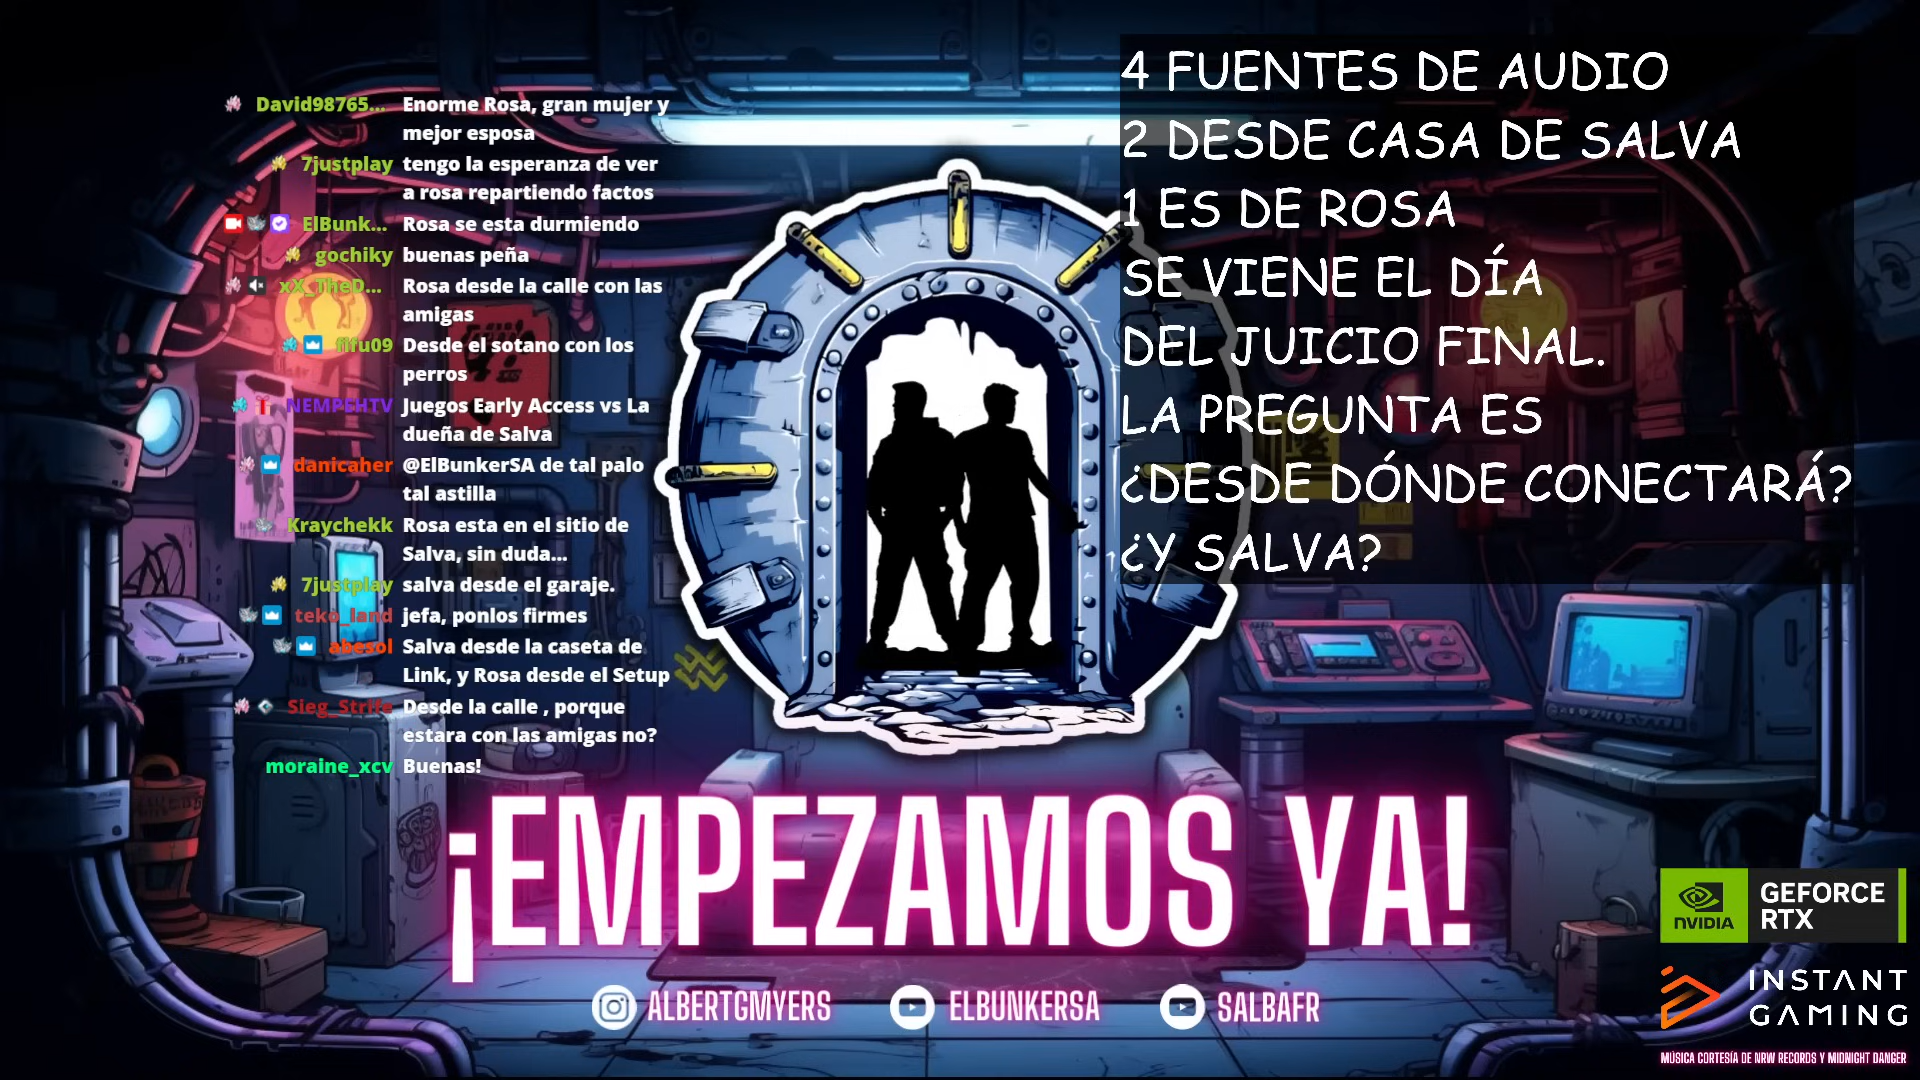 David98765... Enorme Rosa, gran mujer y
mejor esposa
7justplay tengo la esperanza de ver
a rosa repartiendo factos
ElBunk... Rosa se esta durmiendo
gochiky buenas peña
xX_TheD... Rosa desde la calle con las
amigas
fifu09 Desde el sotano con los
perros
NEMPEHTV Juegos Early Access vs La
dueña de Salva
danicaher @ElBunkerSA de tal palo
tal astilla
Kraychekk Rosa esta en el sitio de
Salva, sin duda...
7justplay salva desde el garaje.
teko_land jefa, ponlos firmes
abesol Salva desde la caseta de
Link, y Rosa desde el Setup
Sieg_Strife Desde la calle , porque
estara con las amigas no?
moraine_xcv Buenas!
4 FUENTES DE AUDIO
2 DESDE CASA DE SALVA
1 ES DE ROSA
SE VIENE EL DÍA
DEL JUICIO FINAL.
LA PREGUNTA ES
¿DESDE DÓNDE CONECTARÁ?
¿Y SALVA?
¡EMPEZAMOS YA!
ALBERTGMYERS ELBUNKERSA SALBAFR
NVIDIA
GEFORCE
RTX
INSTANT
GAMING
MÚSICA CORTESÍA DE NRW RECORDS Y MIDNIGHT DANGER